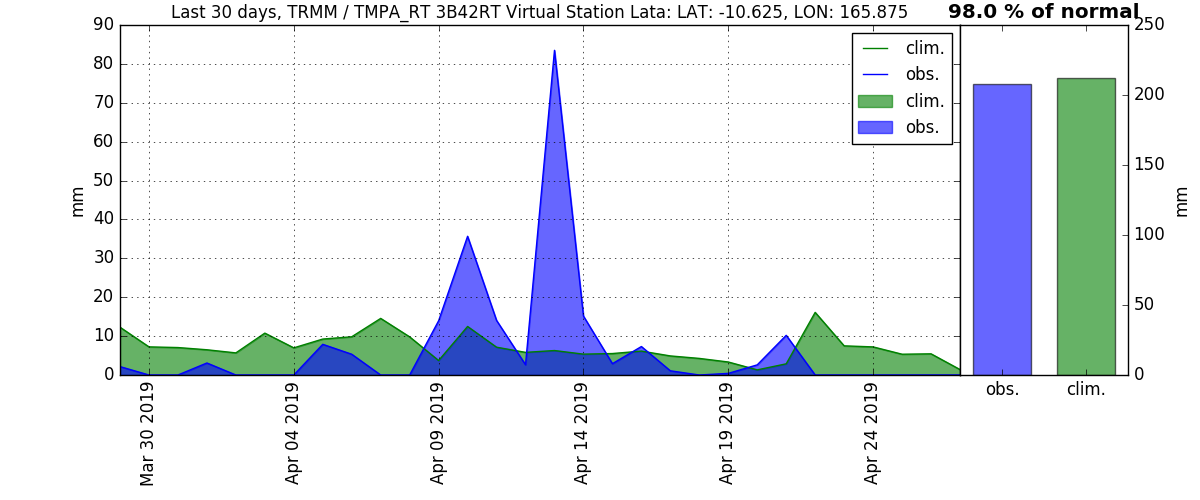 Last 30 days, TRMM / TMPA_RT 3B42RT Virtual Station Lata: LAT: -10.625, LON: 165.875
98.0 % of normal
90
80
70
60
50
40
30
20
10
0
mm
clim.
obs.
clim.
obs.
Mar 30 2019
Apr 04 2019
Apr 09 2019
Apr 14 2019
Apr 19 2019
Apr 24 2019
250
200
150
100
50
0
mm
obs.
clim.